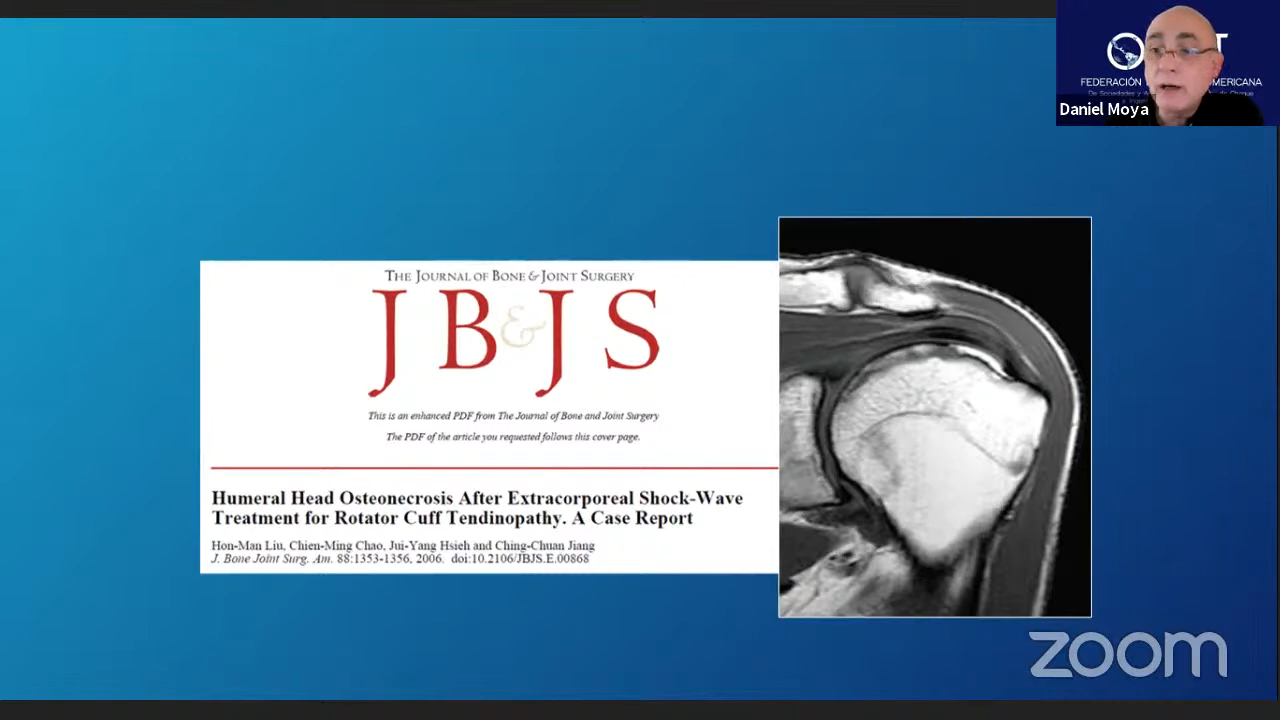 FEDERACIÓN
MERICANA
De Sociedades y A
de Choque
Daniel Moya
THE JOURNAL OF BONE & JOINT SURGERY
JB&JS
This is an enhanced PDF from The Journal of Bone and Joint Surgery
The PDF of the article you requested follows this cover page.
Humeral Head Osteonecrosis After Extracorporeal Shock-Wave
Treatment for Rotator Cuff Tendinopathy. A Case Report
Hon-Man Liu, Chien-Ming Chao, Jui-Yang Hsieh and Ching-Chuan Jiang
J. Bone Joint Surg. Am. 88:1353-1356, 2006. doi:10.2106/JBJS.E.00868
zoom